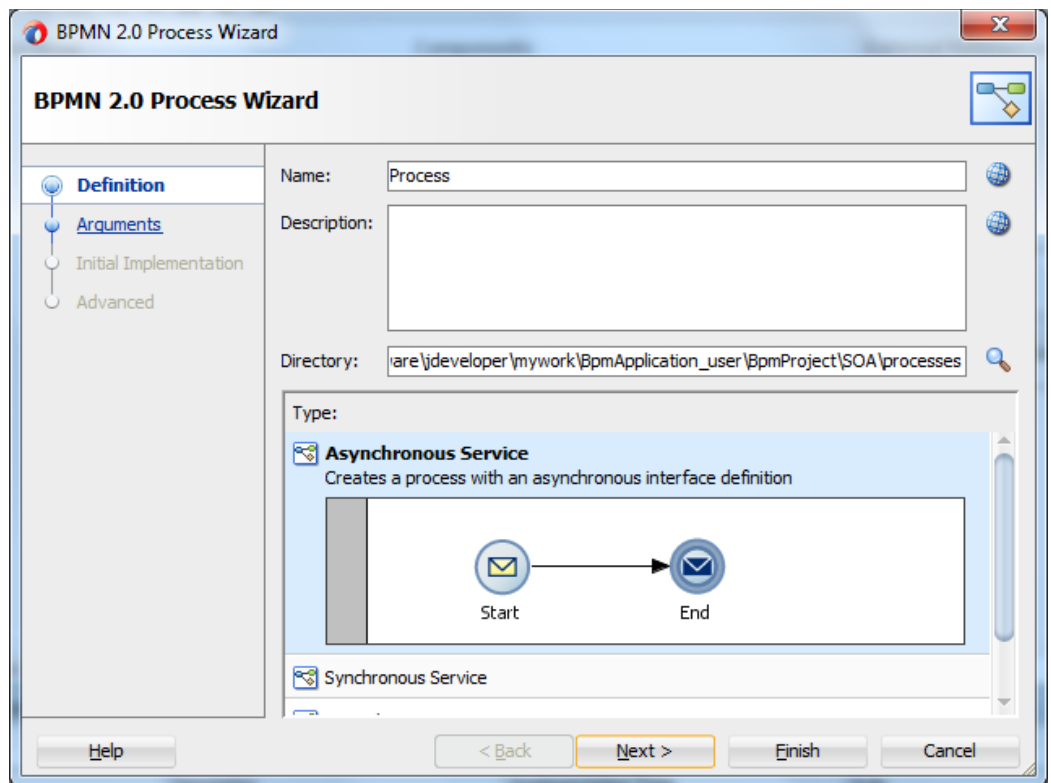 BPMN 2.0 Process Wizard
BPMN 2.0 Process Wizard
Definition
Arguments
Initial Implementation
Advanced
Name: Process
Description:
Directory: are\jdeveloper\mywork\BpmApplication_user\BpmProject\SOA\processes
Type:
Asynchronous Service
Creates a process with an asynchronous interface definition
Start End
Synchronous Service
Help < Back Next > Finish Cancel